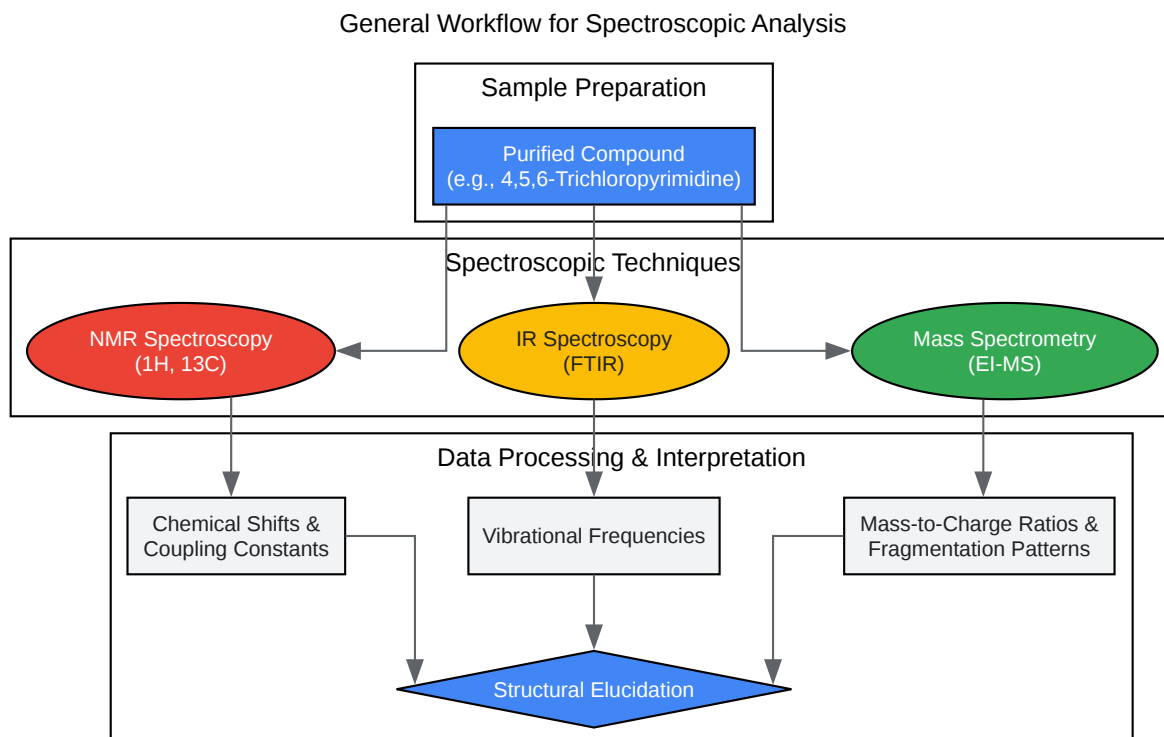 General Workflow for Spectroscopic Analysis
Sample Preparation
Purified Compound
(e.g., 4,5,6-Trichloropyrimidine)
Spectroscopic Techniques
NMR Spectroscopy
(1H, 13C)
IR Spectroscopy
(FTIR)
Mass Spectrometry
(EI-MS)
Data Processing & Interpretation
Chemical Shifts &
Coupling Constants
Vibrational Frequencies
Mass-to-Charge Ratios &
Fragmentation Patterns
Structural Elucidation